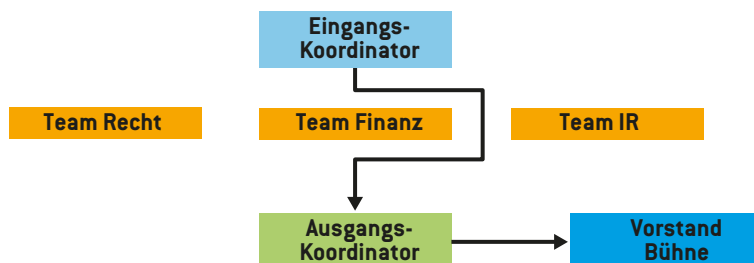 Eingangs-
Koordinator
Team Recht
Team Finanz
Team IR
Ausgangs-
Koordinator
Vorstand
Bühne